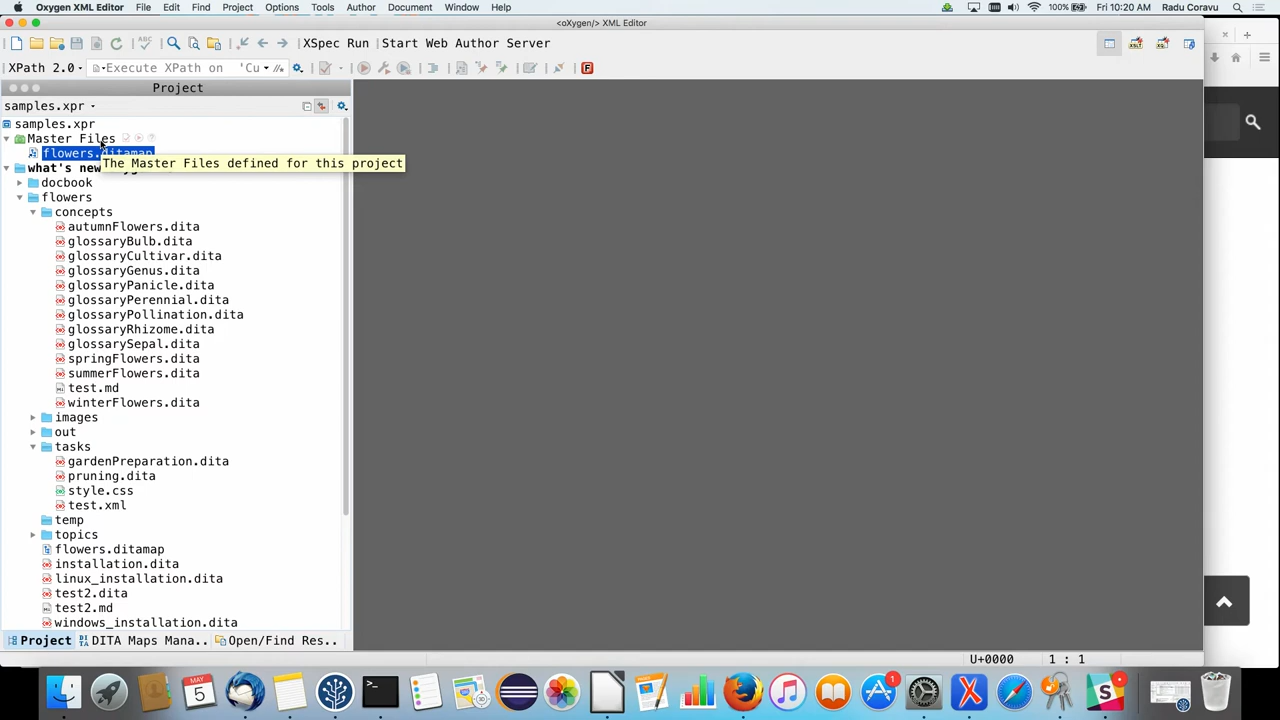 Oxygen XML Editor File Edit Find Project Options Tools Author Document Window Help 100% Fri 10:20 AM Radu Coravu
<oXygen/> XML Editor
XSpec Run Start Web Author Server
XPath 2.0 Execute XPath on 'Cu
Project
samples.xpr
samples.xpr
Master Files
flowers.ditamap
The Master Files defined for this project
what's new
docbook
flowers
concepts
autumnFlowers.dita
glossaryBulb.dita
glossaryCultivar.dita
glossaryGenus.dita
glossaryPanicle.dita
glossaryPerennial.dita
glossaryPollination.dita
glossaryRhizome.dita
glossarySepal.dita
springFlowers.dita
summerFlowers.dita
test.md
winterFlowers.dita
images
out
tasks
gardenPreparation.dita
pruning.dita
style.css
test.xml
temp
topics
flowers.ditamap
installation.dita
linux_installation.dita
test2.dita
test2.md
windows_installation.dita
Project DITA Maps Mana.. Open/Find Res..
U+0000 1 : 1